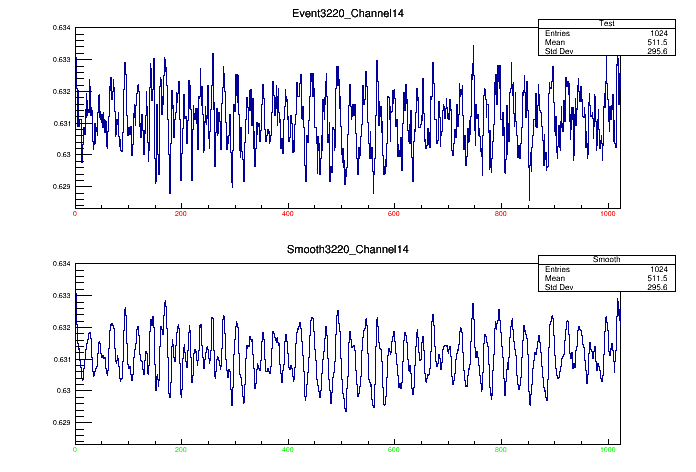 Event3220_Channel14
Test
Entries 1024
Mean 511.5
Std Dev 295.6
0.634
0.633
0.632
0.631
0.63
0.629
0 200 400 600 800 1000
Smooth3220_Channel14
Smooth
Entries 1024
Mean 511.5
Std Dev 295.6
0.634
0.633
0.632
0.631
0.63
0.629
0 200 400 600 800 1000